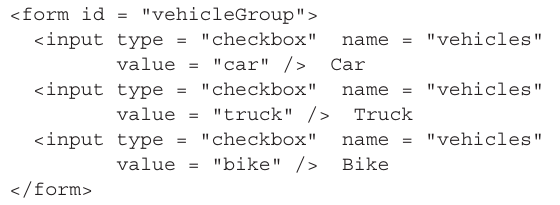 <form id = "vehicleGroup">
  <input type = "checkbox"  name = "vehicles"
         value = "car" />  Car
  <input type = "checkbox"  name = "vehicles"
         value = "truck" />  Truck
  <input type = "checkbox"  name = "vehicles"
         value = "bike" />  Bike
</form>